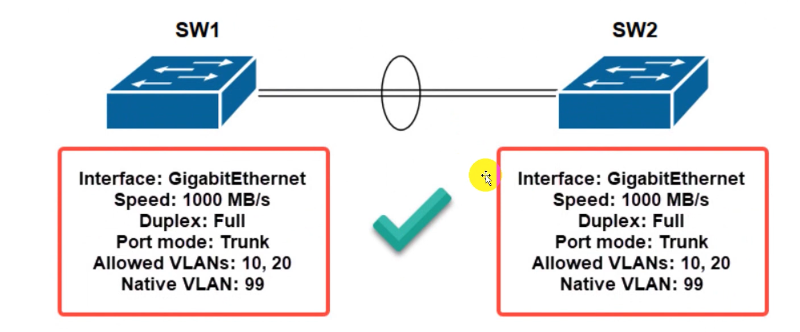 SW1
SW2
Interface: GigabitEthernet
Speed: 1000 MB/s
Duplex: Full
Port mode: Trunk
Allowed VLANs: 10, 20
Native VLAN: 99
Interface: GigabitEthernet
Speed: 1000 MB/s
Duplex: Full
Port mode: Trunk
Allowed VLANs: 10, 20
Native VLAN: 99